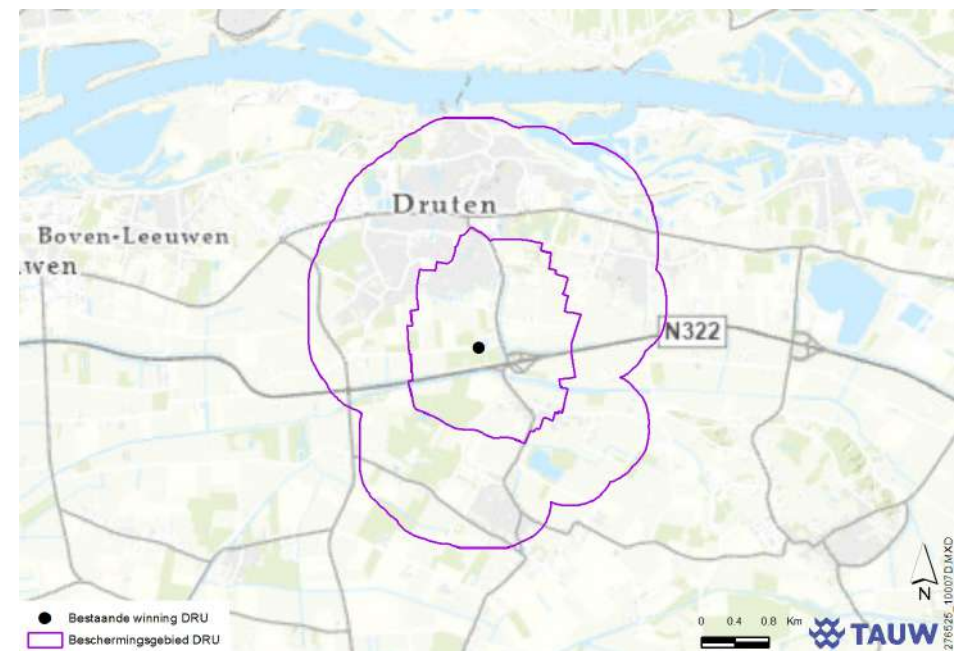 Druten
Boven-Leeuwen
wen
N322
Bestaande winning DRU
Beschermingsgebied DRU
0 0.4 0.8 Km
TAUW
N
276525_10007D.MXD